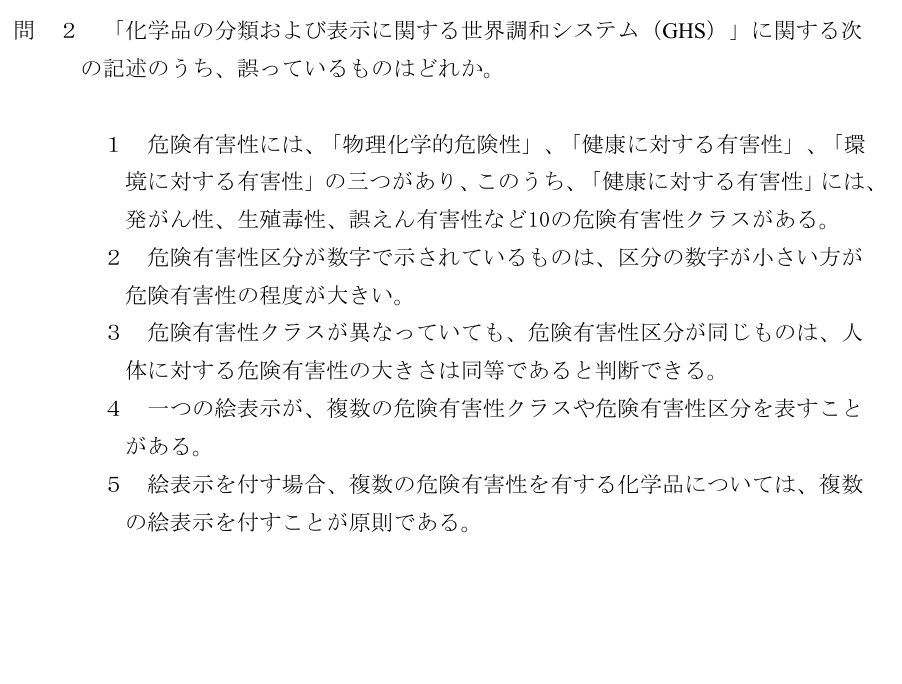 問　２　「化学品の分類および表示に関する世界調和システム（GHS）」に関する次
の記述のうち、誤っているものはどれか。
１　危険有害性には、「物理化学的危険性」、「健康に対する有害性」、「環
境に対する有害性」の三つがあり、このうち、「健康に対する有害性」には、
発がん性、生殖毒性、誤えん有害性など10の危険有害性クラスがある。
２　危険有害性区分が数字で示されているものは、区分の数字が小さい方が
危険有害性の程度が大きい。
３　危険有害性クラスが異なっていても、危険有害性区分が同じものは、人
体に対する危険有害性の大きさは同等であると判断できる。
４　一つの絵表示が、複数の危険有害性クラスや危険有害性区分を表すこと
がある。
５　絵表示を付す場合、複数の危険有害性を有する化学品については、複数
の絵表示を付すことが原則である。